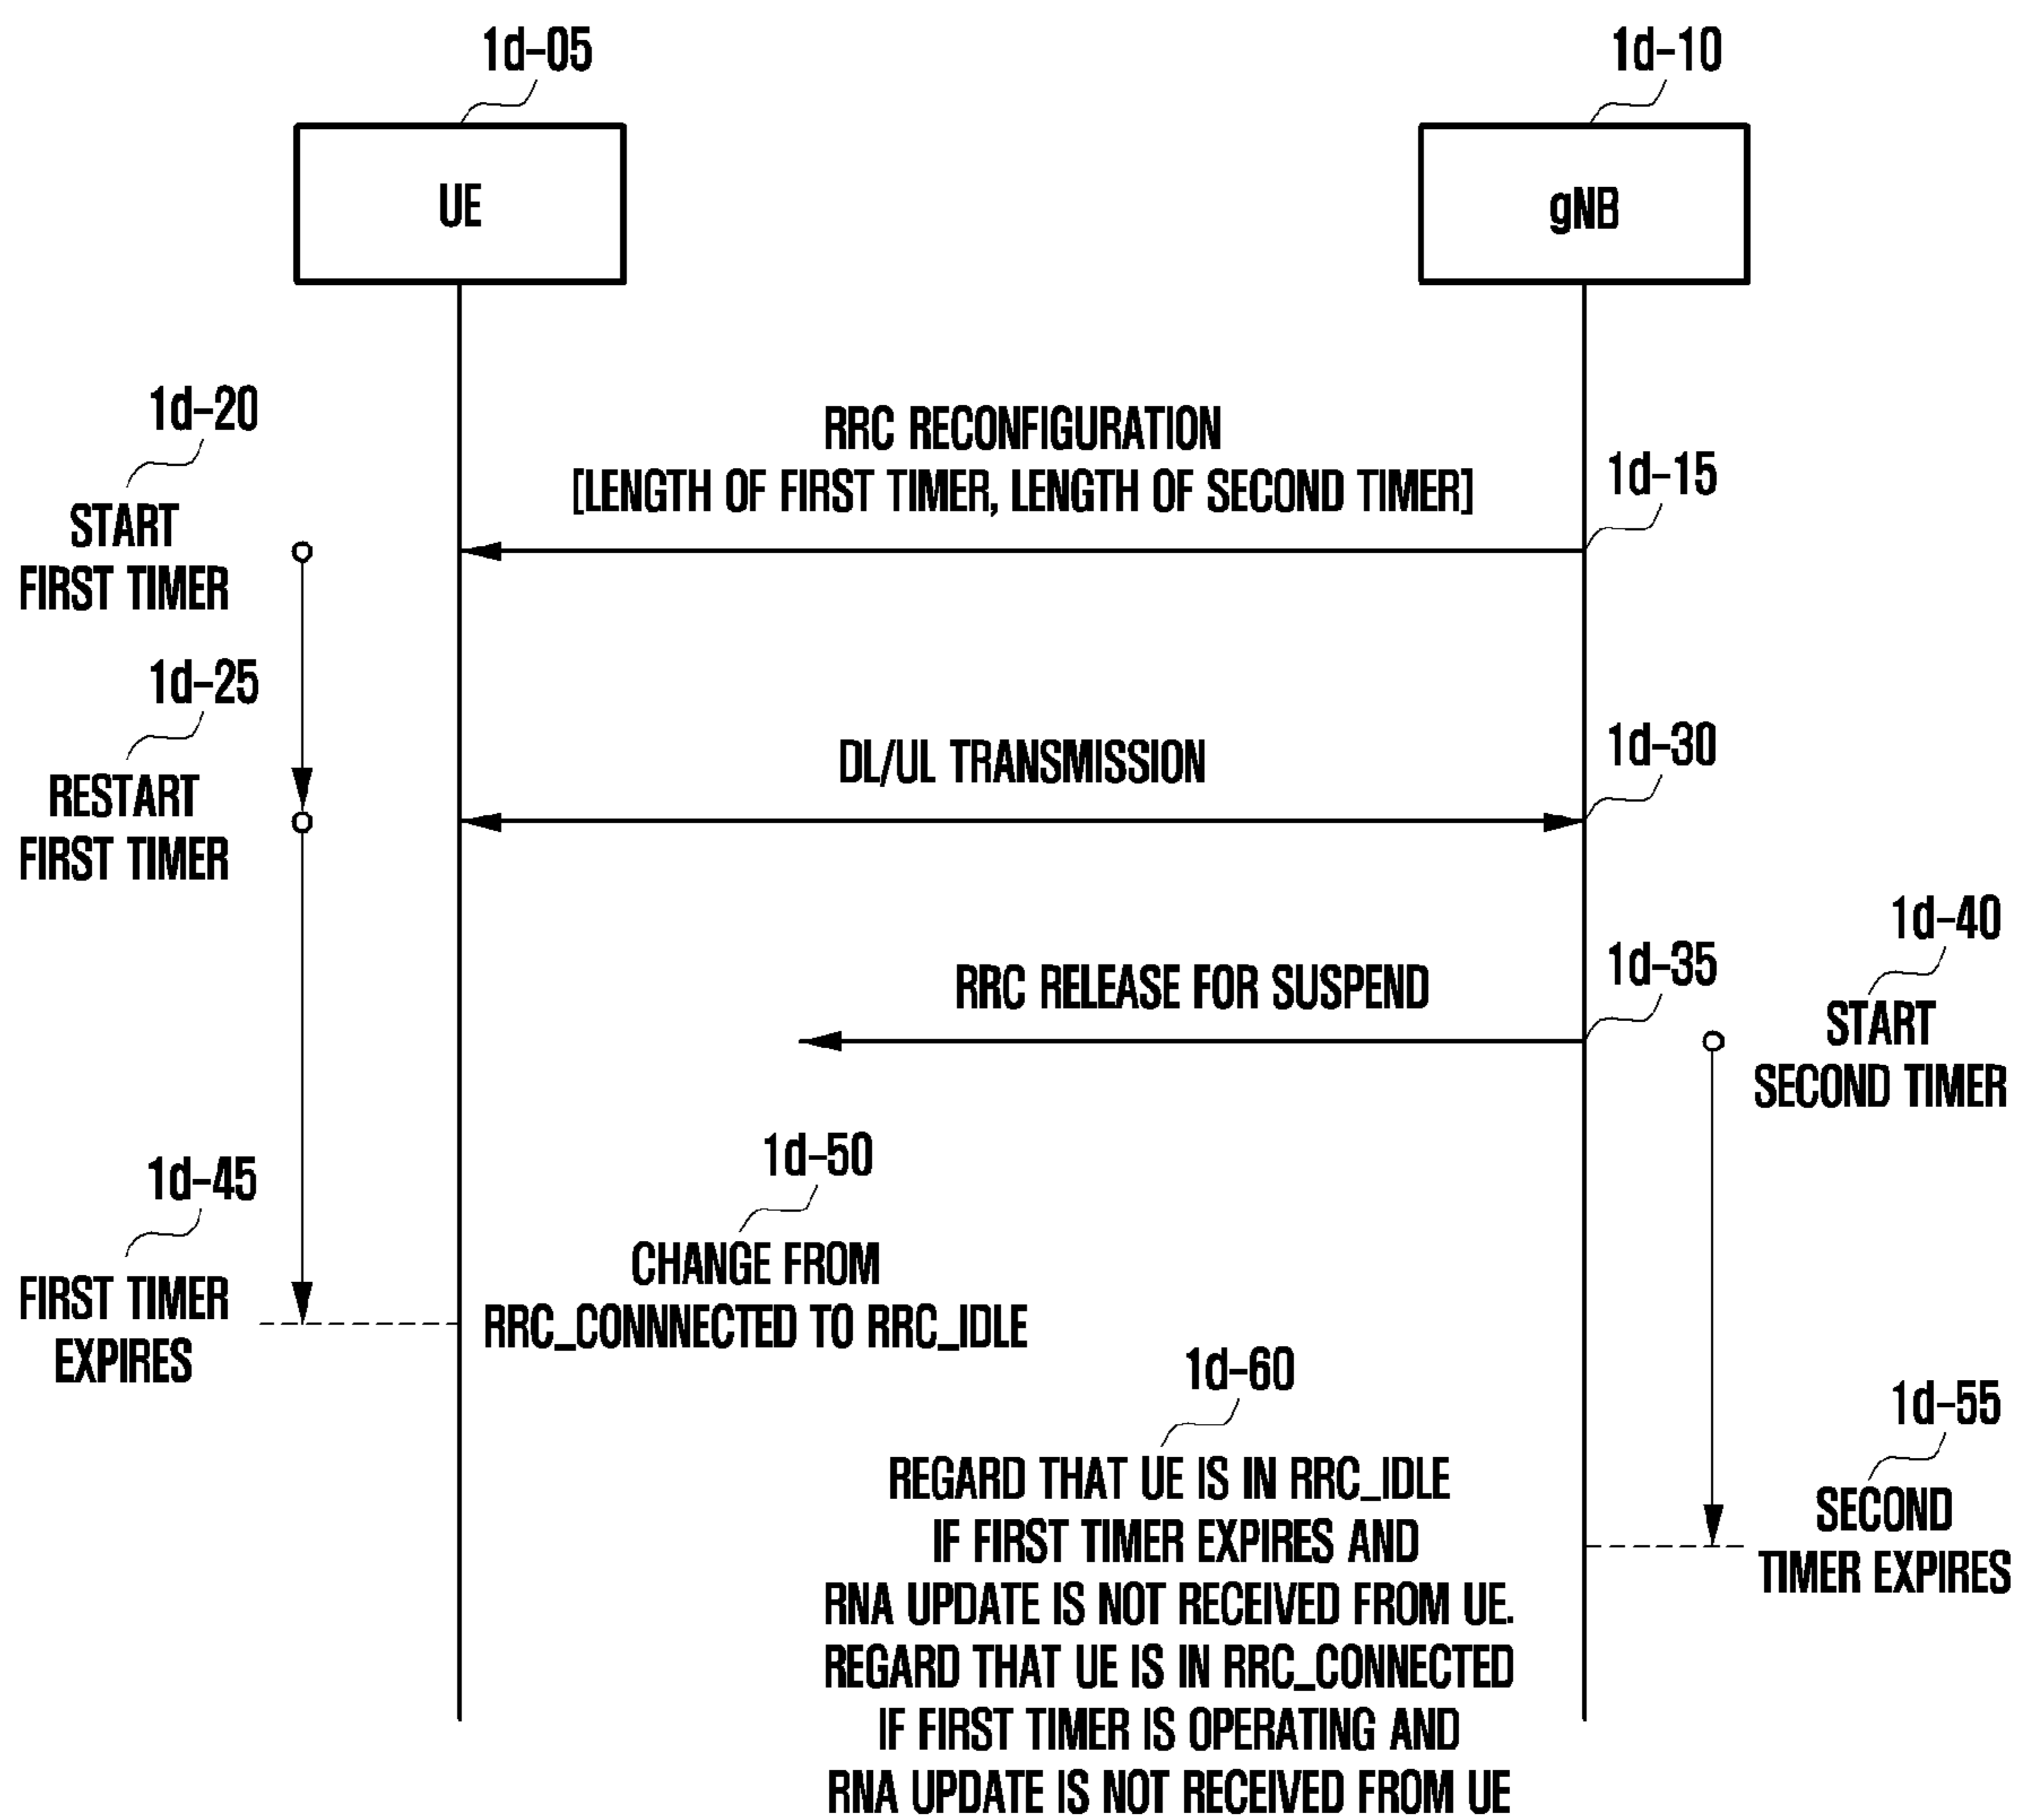 1d-05
1d-10
UE
gNB
1d-20
START
FIRST TIMER
RRC RECONFIGURATION
[LENGTH OF FIRST TIMER, LENGTH OF SECOND TIMER]
1d-15
1d-25
RESTART
FIRST TIMER
DL/UL TRANSMISSION
1d-30
RRC RELEASE FOR SUSPEND
1d-35
1d-40
START
SECOND TIMER
1d-45
FIRST TIMER
EXPIRES
1d-50
CHANGE FROM
RRC_CONNNECTED TO RRC_IDLE
1d-55
SECOND
TIMER EXPIRES
1d-60
REGARD THAT UE IS IN RRC_IDLE
IF FIRST TIMER EXPIRES AND
RNA UPDATE IS NOT RECEIVED FROM UE.
REGARD THAT UE IS IN RRC_CONNECTED
IF FIRST TIMER IS OPERATING AND
RNA UPDATE IS NOT RECEIVED FROM UE